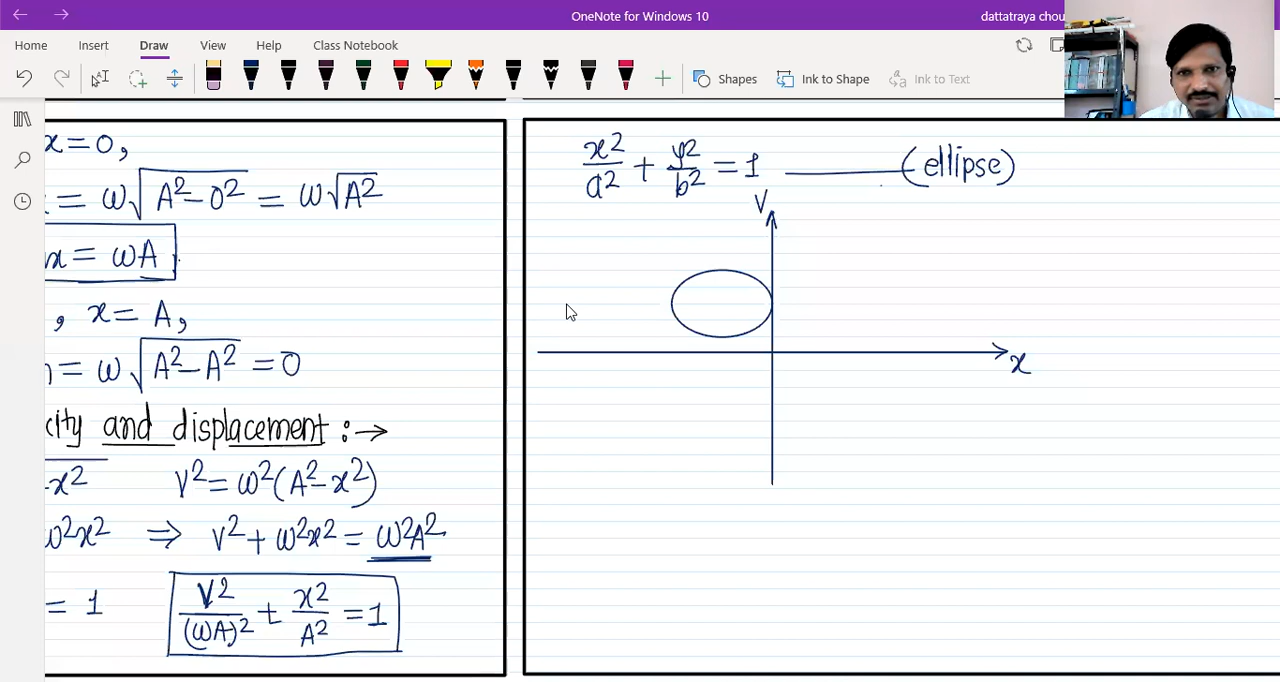 OneNote for Windows 10
dattatraya chou
Home Insert Draw View Help Class Notebook
Shapes Ink to Shape Ink to Text
x = 0,
= ω√(A² - 0²) = ω√A²
x = ωA
, x = A,
= ω√(A² - A²) = 0
city and displacement :→
-x² V² = ω²(A² - x²)
ω²x² ⇒ V² + ω²x² = ω²A²
= 1 V²/(ωA)² + x²/A² = 1
x²/a² + y²/b² = 1 (ellipse)
V
x